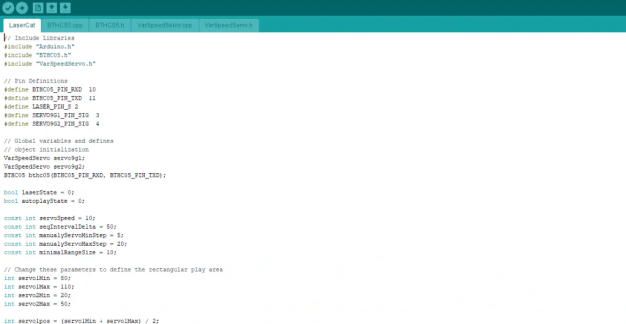 LaserCat BTHC05.cpp BTHC05.h VarSpeedServo.cpp VarSpeedServo.h
// Include Libraries
#include "Arduino.h"
#include "BTHC05.h"
#include "VarSpeedServo.h"
// Pin Definitions
#define BTHC05_PIN_RXD 10
#define BTHC05_PIN_TXD 11
#define LASER_PIN_S 2
#define SERVO9G1_PIN_SIG 3
#define SERVO9G2_PIN_SIG 4
// Global variables and defines
// object initialization
VarSpeedServo servo9g1;
VarSpeedServo servo9g2;
BTHC05 bthc05(BTHC05_PIN_RXD, BTHC05_PIN_TXD);
bool laserState = 0;
bool autoplayState = 0;
const int servoSpeed = 10;
const int segIntervalDelta = 50;
const int manualyServoMinStep = 5;
const int manualyServoMaxStep = 20;
const int minimalRangeSize = 10;
// Change these parameters to define the rectangular play area
int servo1Min = 80;
int servo1Max = 110;
int servo2Min = 20;
int servo2Max = 50;
int servo1pos = (servo1Min + servo1Max) / 2;